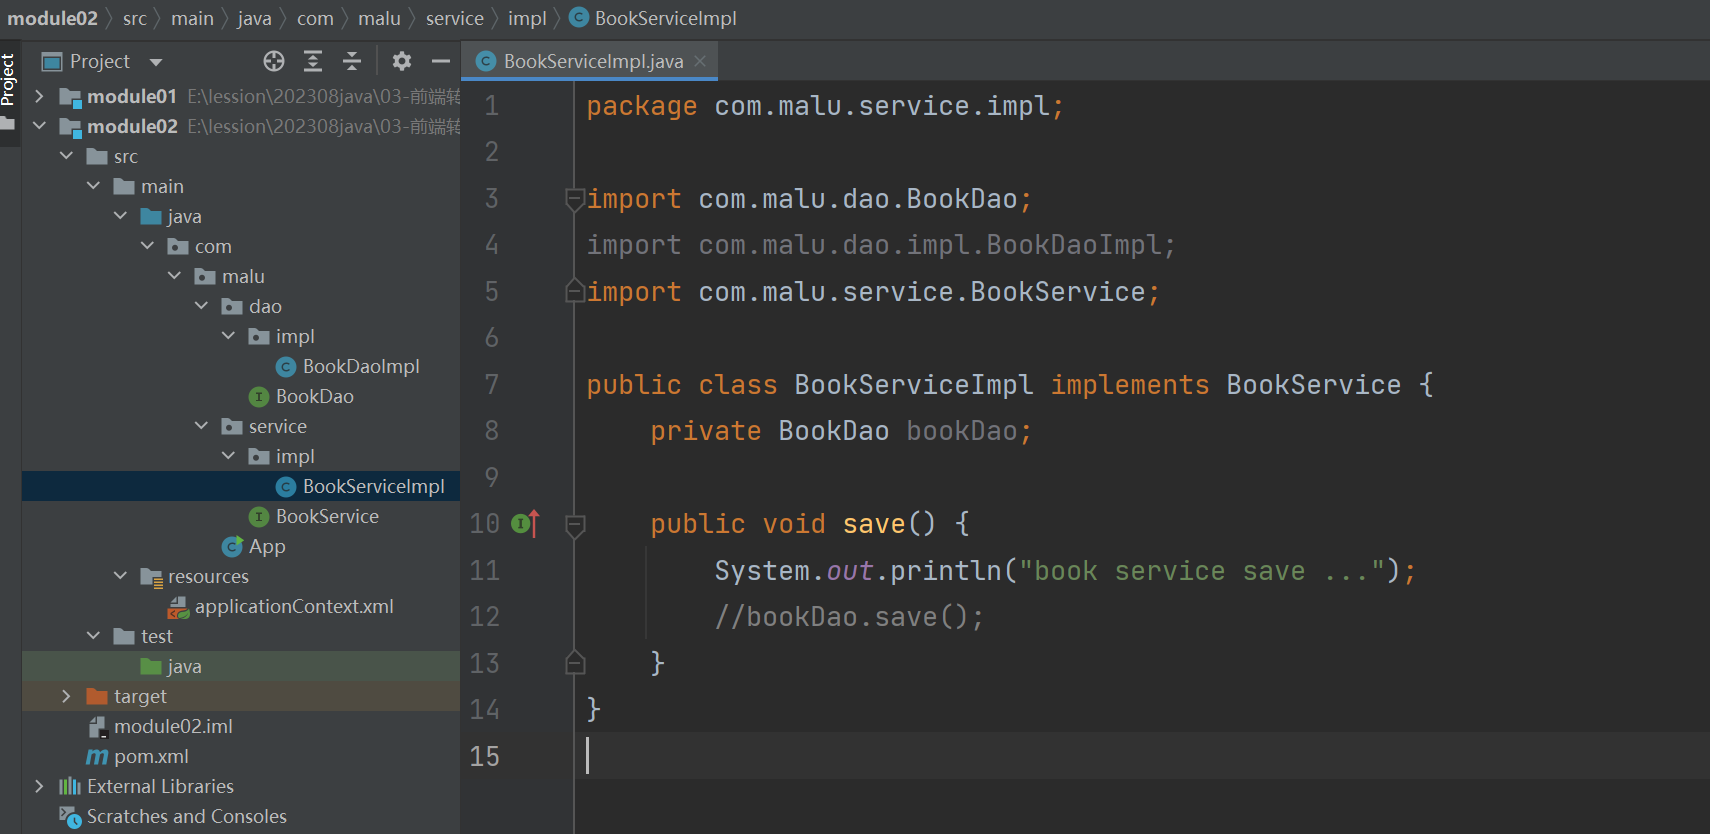 module02 src main java com malu service impl BookServiceImpl
Project
Project
BookServiceImpl.java
module01 E:\lession\202308java\03-前端转
module02 E:\lession\202308java\03-前端转
src
main
java
com
malu
dao
impl
BookDaoImpl
BookDao
service
impl
BookServiceImpl
BookService
App
resources
applicationContext.xml
test
java
target
module02.iml
pom.xml
External Libraries
Scratches and Consoles
1 package com.malu.service.impl;
2
3 import com.malu.dao.BookDao;
4 import com.malu.dao.impl.BookDaoImpl;
5 import com.malu.service.BookService;
6
7 public class BookServiceImpl implements BookService {
8 private BookDao bookDao;
9
10 public void save() {
11 System.out.println("book service save ...");
12 //bookDao.save();
13 }
14 }
15